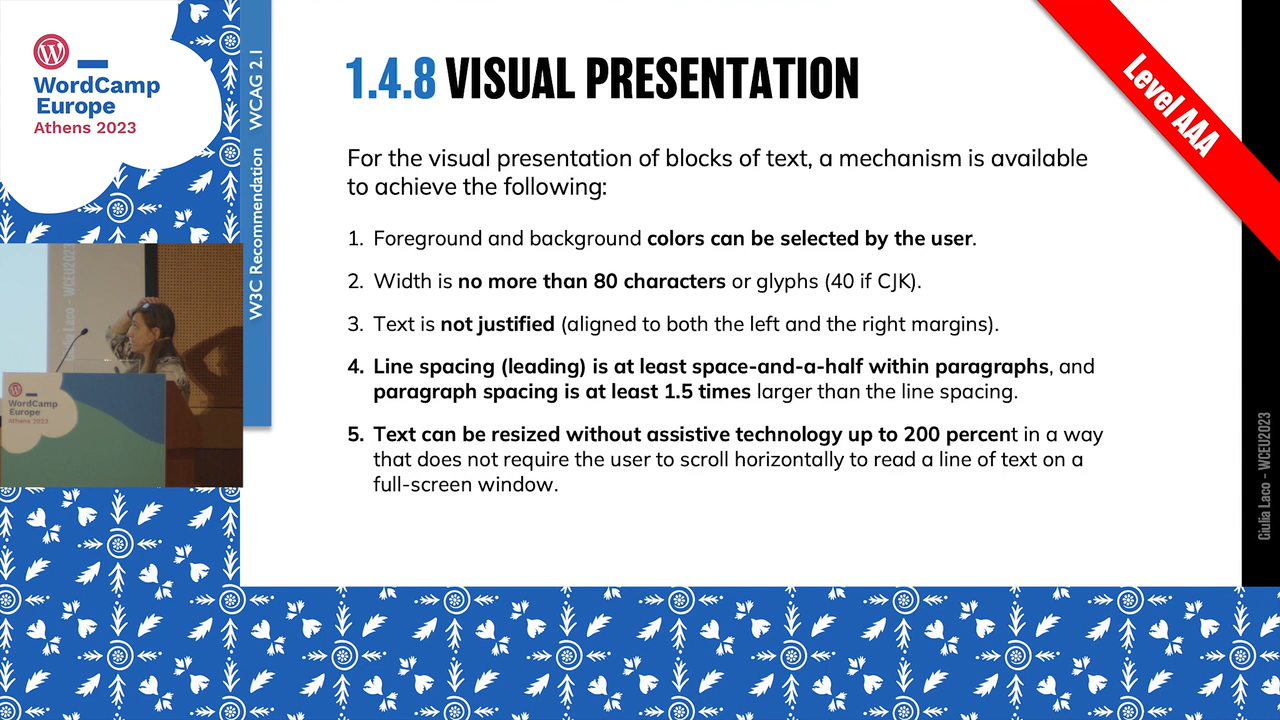 WordCamp
Europe
Athens 2023
W3C Recommendation WCAG 2.1
1.4.8 VISUAL PRESENTATION
Level AAA
For the visual presentation of blocks of text, a mechanism is available
to achieve the following:
1. Foreground and background colors can be selected by the user.
2. Width is no more than 80 characters or glyphs (40 if CJK).
3. Text is not justified (aligned to both the left and the right margins).
4. Line spacing (leading) is at least space-and-a-half within paragraphs, and
paragraph spacing is at least 1.5 times larger than the line spacing.
5. Text can be resized without assistive technology up to 200 percent in a way
that does not require the user to scroll horizontally to read a line of text on a
full-screen window.
Giulia Laco - WCEU2023
Laco - WCEU2023
WordCamp
Europe
Athens 2023